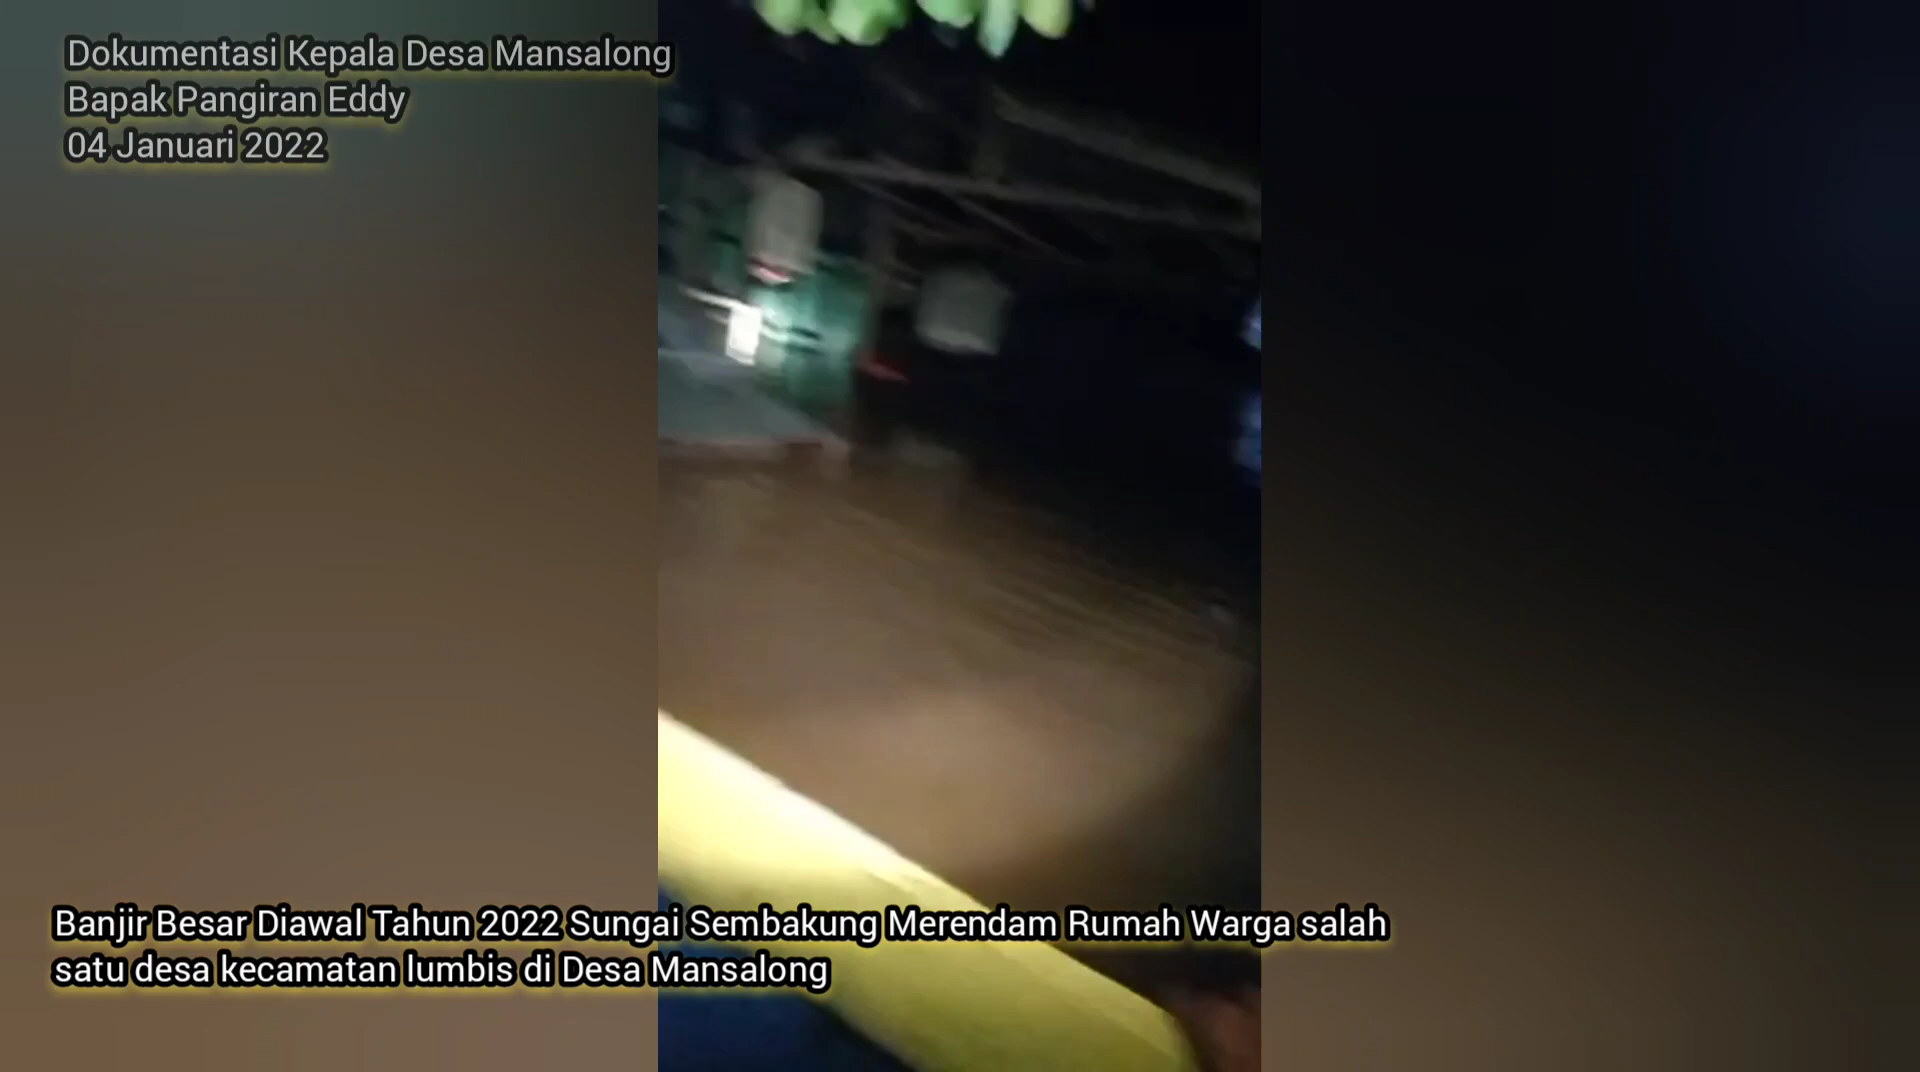 Dokumentasi Kepala Desa Mansalong
Bapak Pangiran Eddy
04 Januari 2022
Banjir Besar Diawal Tahun 2022 Sungai Sembakung Merendam Rumah Warga salah
satu desa kecamatan lumbis di Desa Mansalong